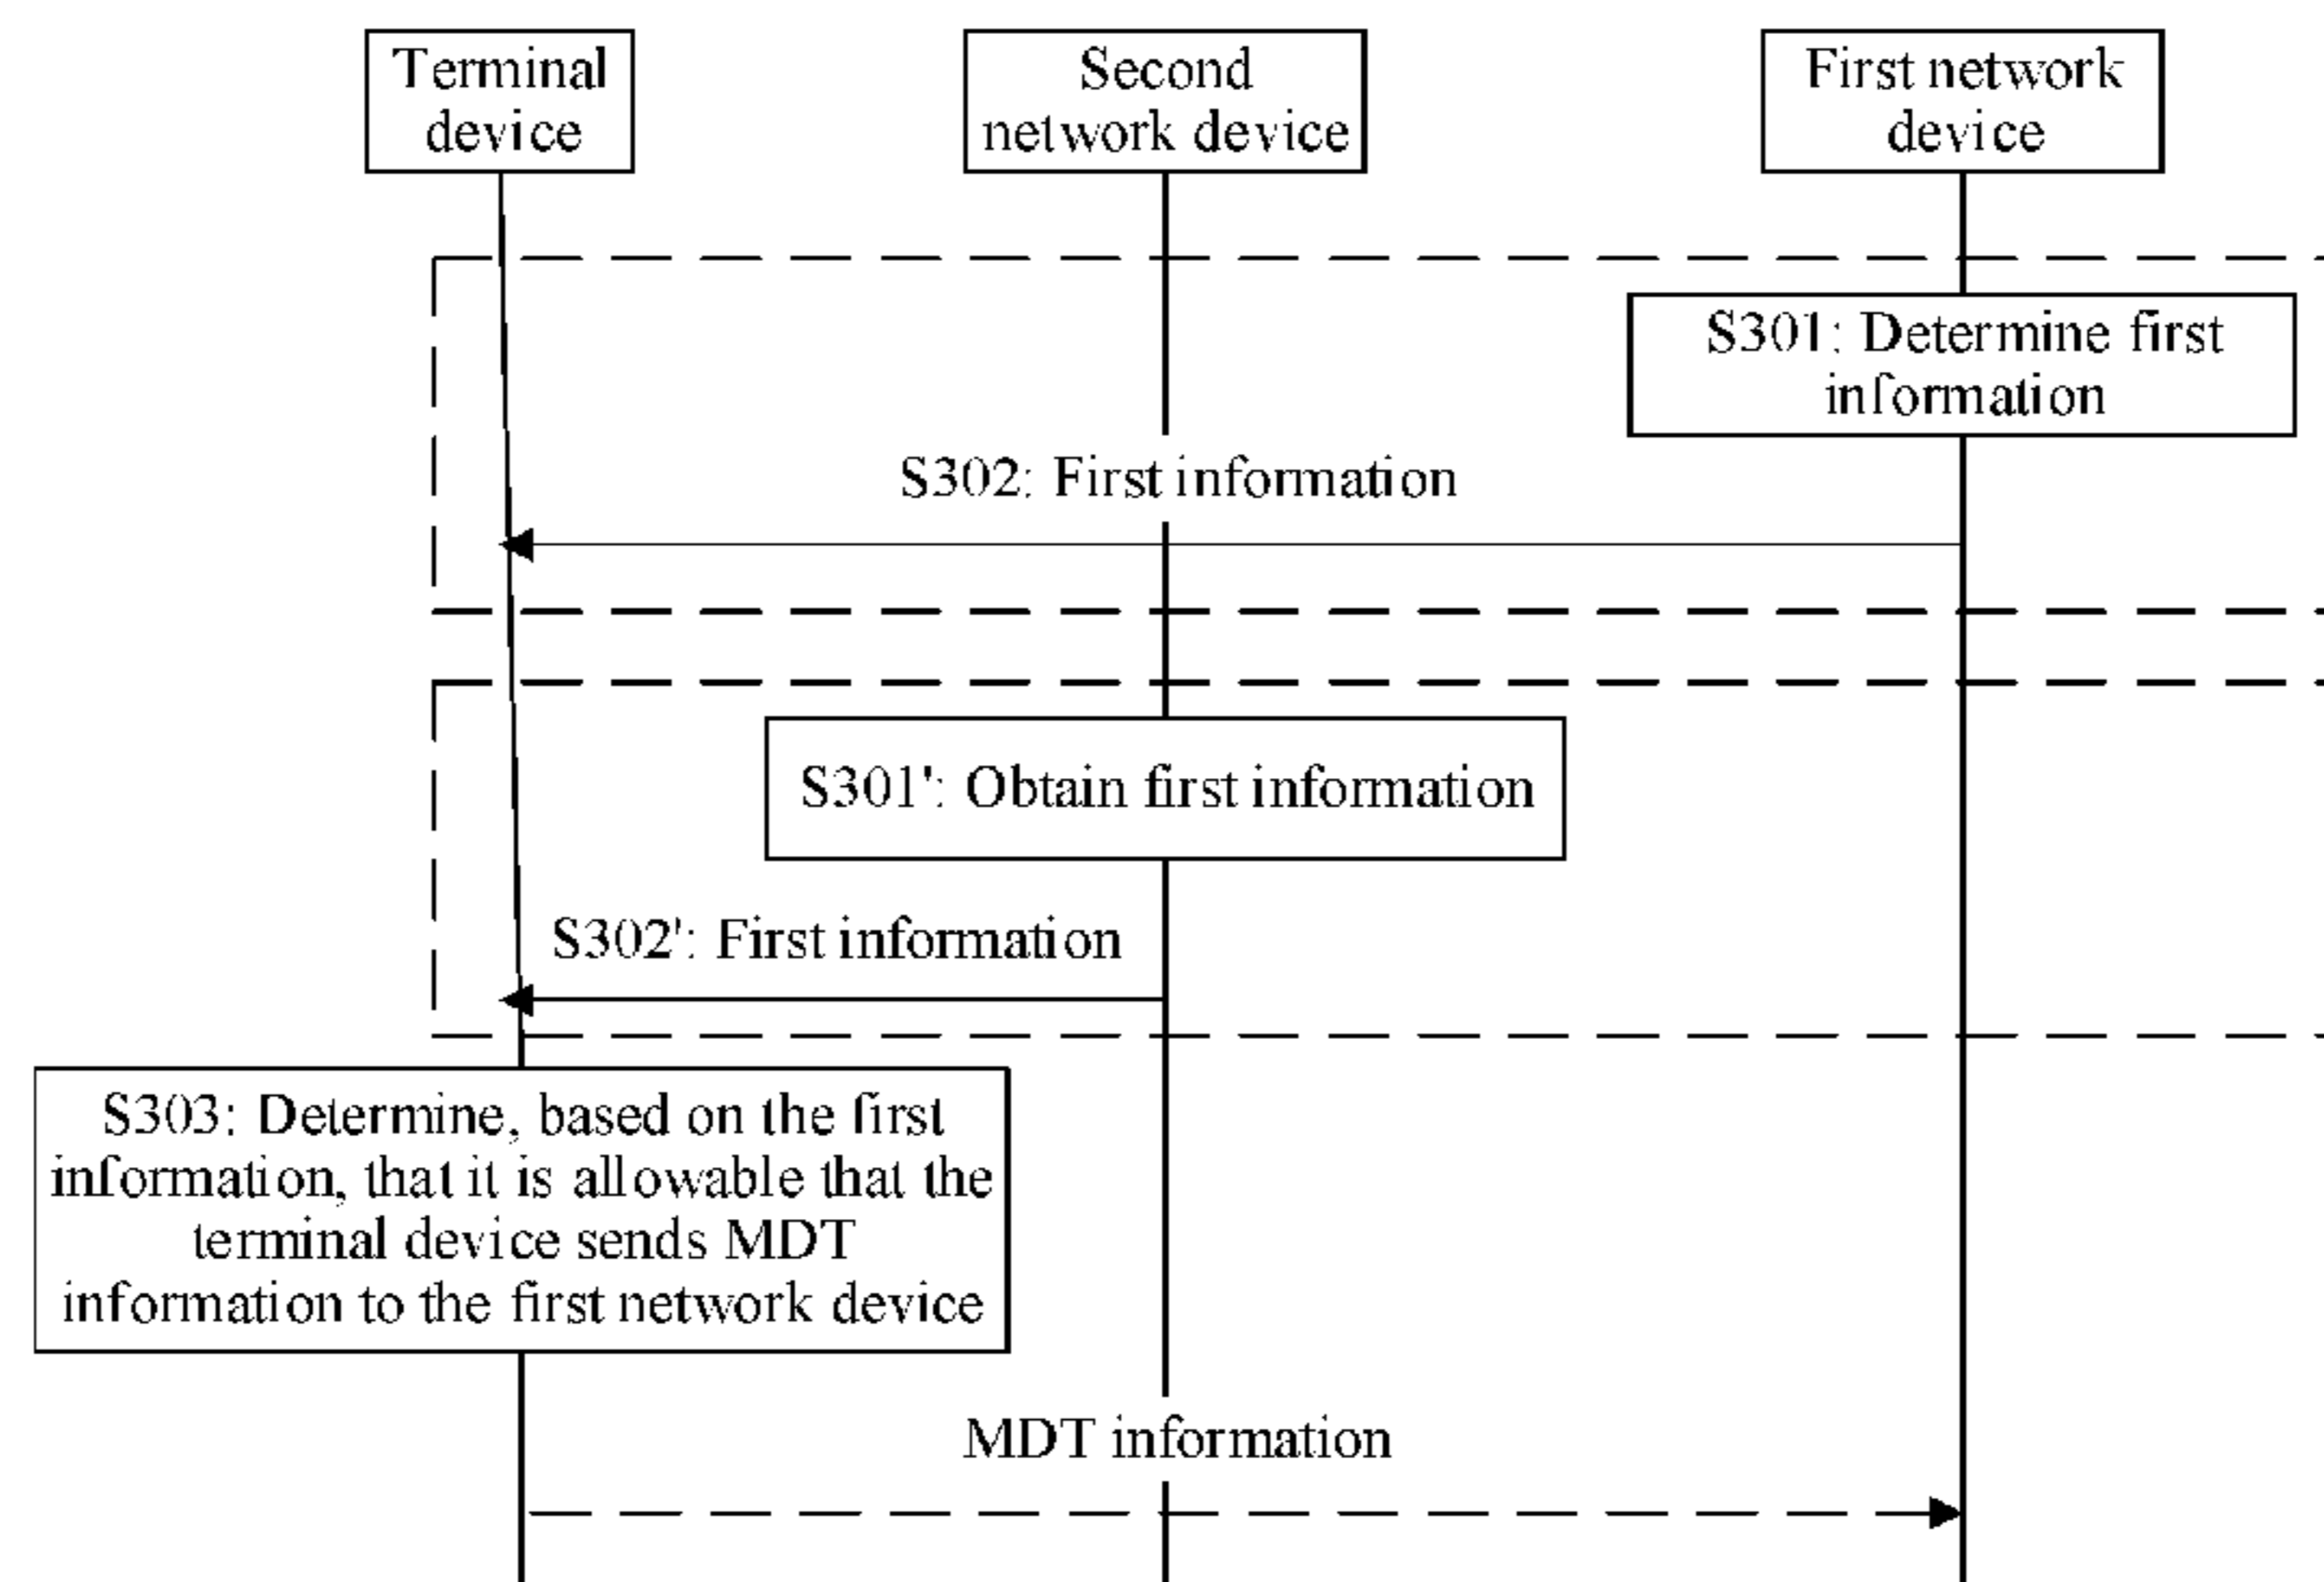 Terminal
device
Second
network device
First network
device
S301: Determine first
information
S302: First information
S301': Obtain first information
S302': First information
S303: Determine, based on the first
information, that it is allowable that the
terminal device sends MDT
information to the first network device
MDT information